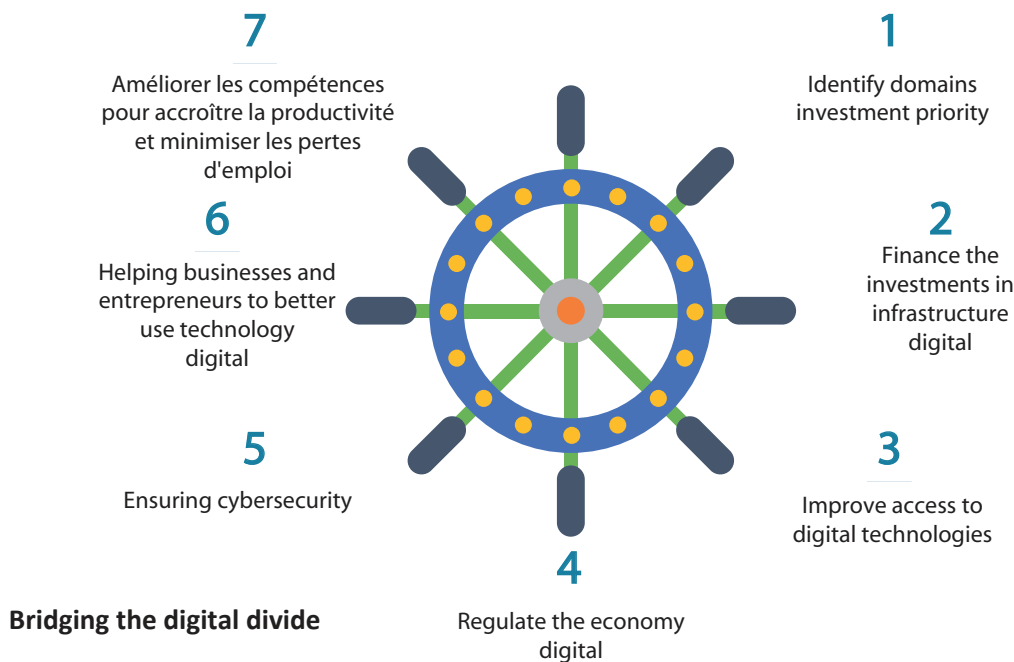 7
Améliorer les compétences
pour accroître la productivité
et minimiser les pertes
d'emploi
1
Identify domains
investment priority
6
Helping businesses and
entrepreneurs to better
use technology
digital
2
Finance the
investments in
infrastructure
digital
5
Ensuring cybersecurity
3
Improve access to
digital technologies
4
Regulate the economy
digital
Bridging the digital divide